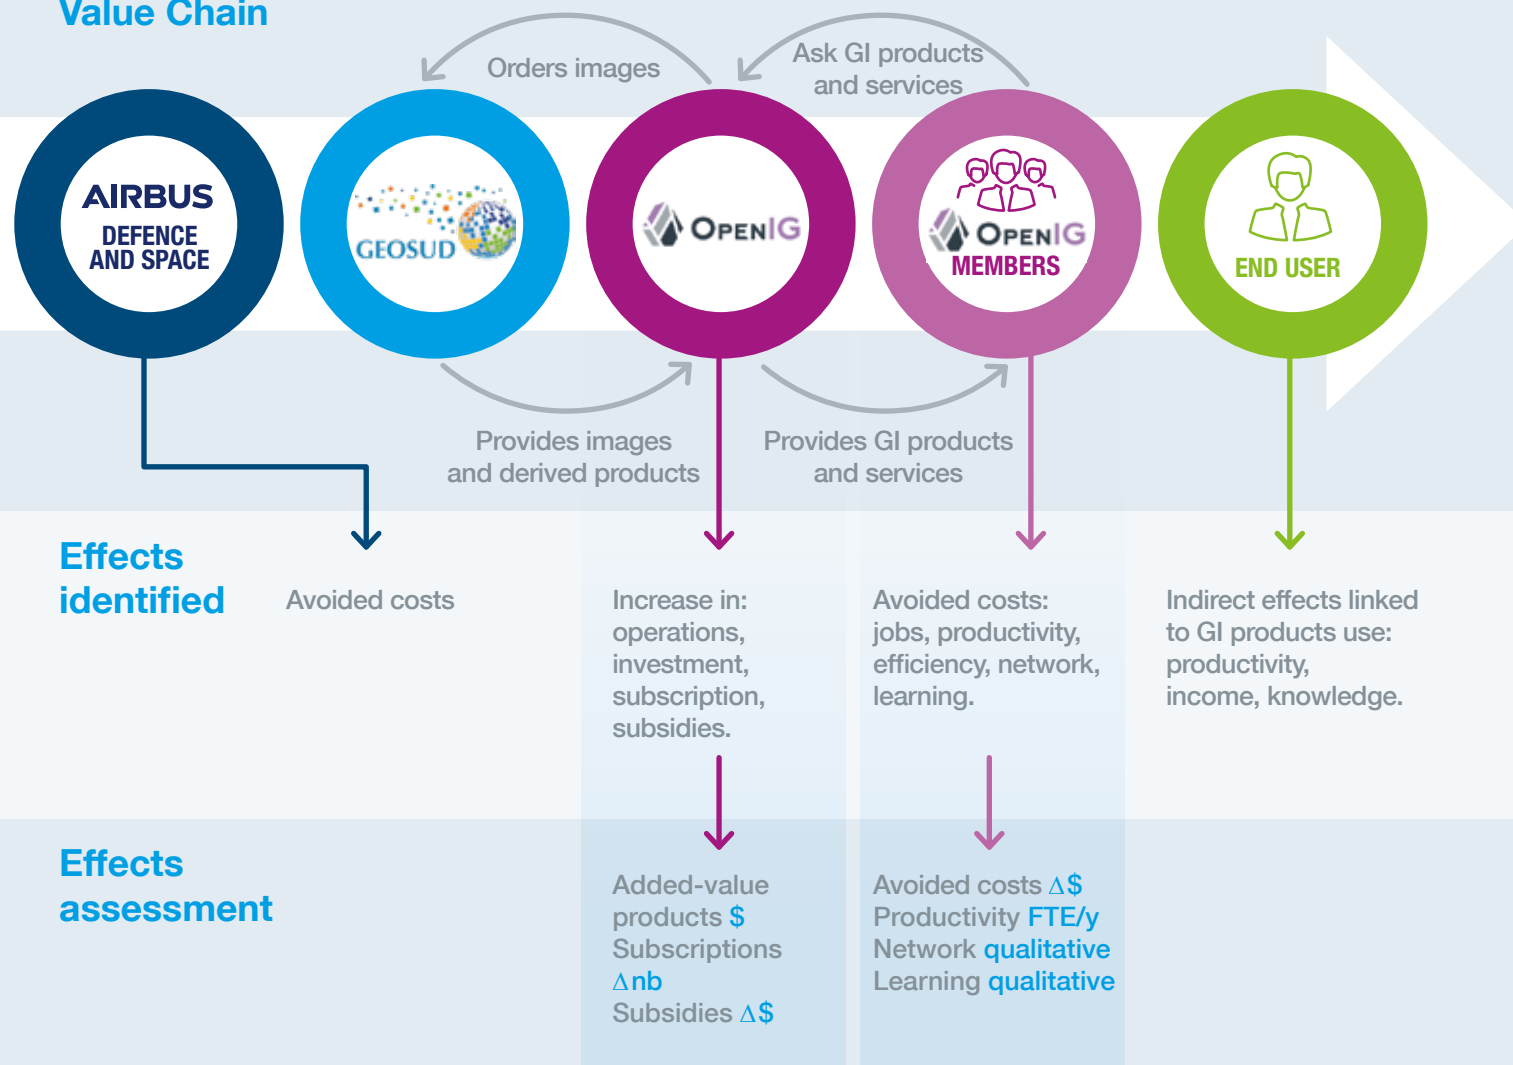 Value Chain
Orders images
Ask GI products
and services
AIRBUS
DEFENCE
AND SPACE
GEOSUD
OPENIG
OPENIG
MEMBERS
END USER
Provides images
and derived products
Provides GI products
and services
Effects
identified
Avoided costs
Increase in:
operations,
investment,
subscription,
subsidies.
Avoided costs:
jobs, productivity,
efficiency, network,
learning.
Indirect effects linked
to GI products use:
productivity,
income, knowledge.
Effects
assessment
Added-value
products $
Subscriptions
Δnb
Subsidies Δ$
Avoided costs Δ$
Productivity FTE/y
Network qualitative
Learning qualitative